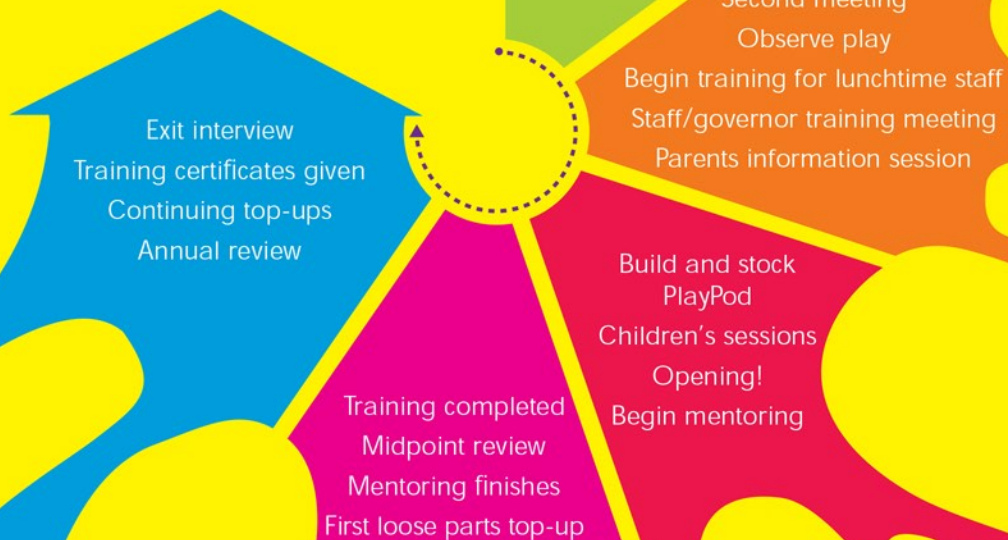 Second meeting
Observe play
Begin training for lunchtime staff
Staff/governor training meeting
Parents information session
Build and stock
PlayPod
Children's sessions
Opening!
Begin mentoring
Training completed
Midpoint review
Mentoring finishes
First loose parts top-up
Exit interview
Training certificates given
Continuing top-ups
Annual review